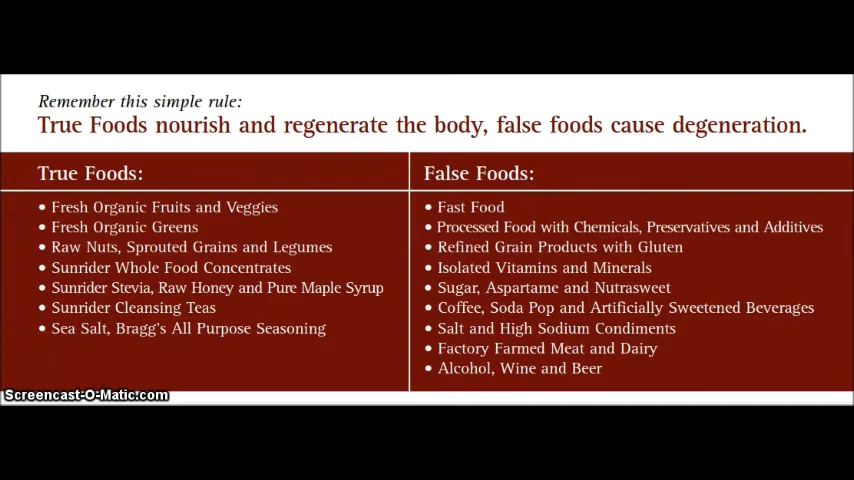 Remember this simple rule:
True Foods nourish and regenerate the body, false foods cause degeneration.
True Foods:
• Fresh Organic Fruits and Veggies
• Fresh Organic Greens
• Raw Nuts, Sprouted Grains and Legumes
• Sunrider Whole Food Concentrates
• Sunrider Stevia, Raw Honey and Pure Maple Syrup
• Sunrider Cleansing Teas
• Sea Salt, Bragg's All Purpose Seasoning
False Foods:
• Fast Food
• Processed Food with Chemicals, Preservatives and Additives
• Refined Grain Products with Gluten
• Isolated Vitamins and Minerals
• Sugar, Aspartame and Nutrasweet
• Coffee, Soda Pop and Artificially Sweetened Beverages
• Salt and High Sodium Condiments
• Factory Farmed Meat and Dairy
• Alcohol, Wine and Beer
Screencast-O-Matic.com